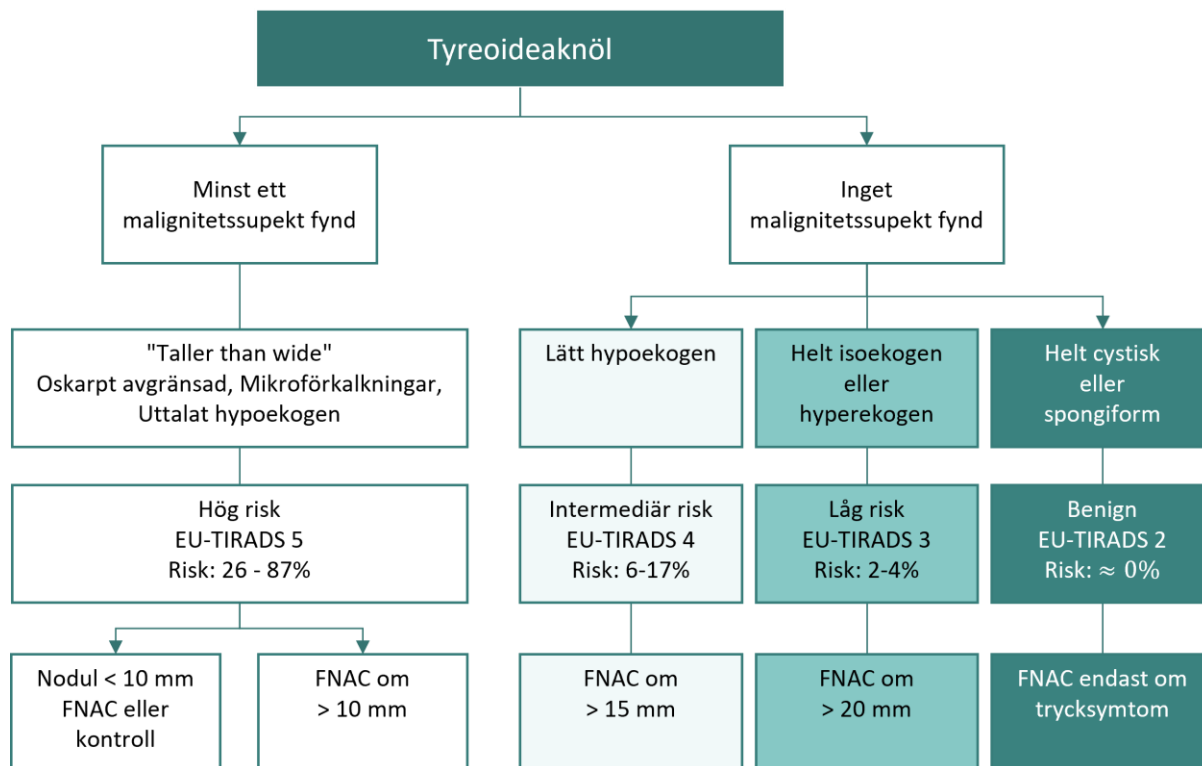 Tyreoideaknöl
Minst ett
malignitetssupekt fynd
Inget
malignitetssupekt fynd
"Taller than wide"
Oskarpt avgränsad, Mikroförkalkningar,
Uttalat hypoekogen
Lätt hypoekogen
Helt isoekogen
eller
hyperekogen
Helt cystisk
eller
spongiform
Hög risk
EU-TIRADS 5
Risk: 26 - 87%
Intermediär risk
EU-TIRADS 4
Risk: 6-17%
Låg risk
EU-TIRADS 3
Risk: 2-4%
Benign
EU-TIRADS 2
Risk: ≈ 0%
Nodul < 10 mm
FNAC eller
kontroll
FNAC om
> 10 mm
FNAC om
> 15 mm
FNAC om
> 20 mm
FNAC endast om
trycksymtom